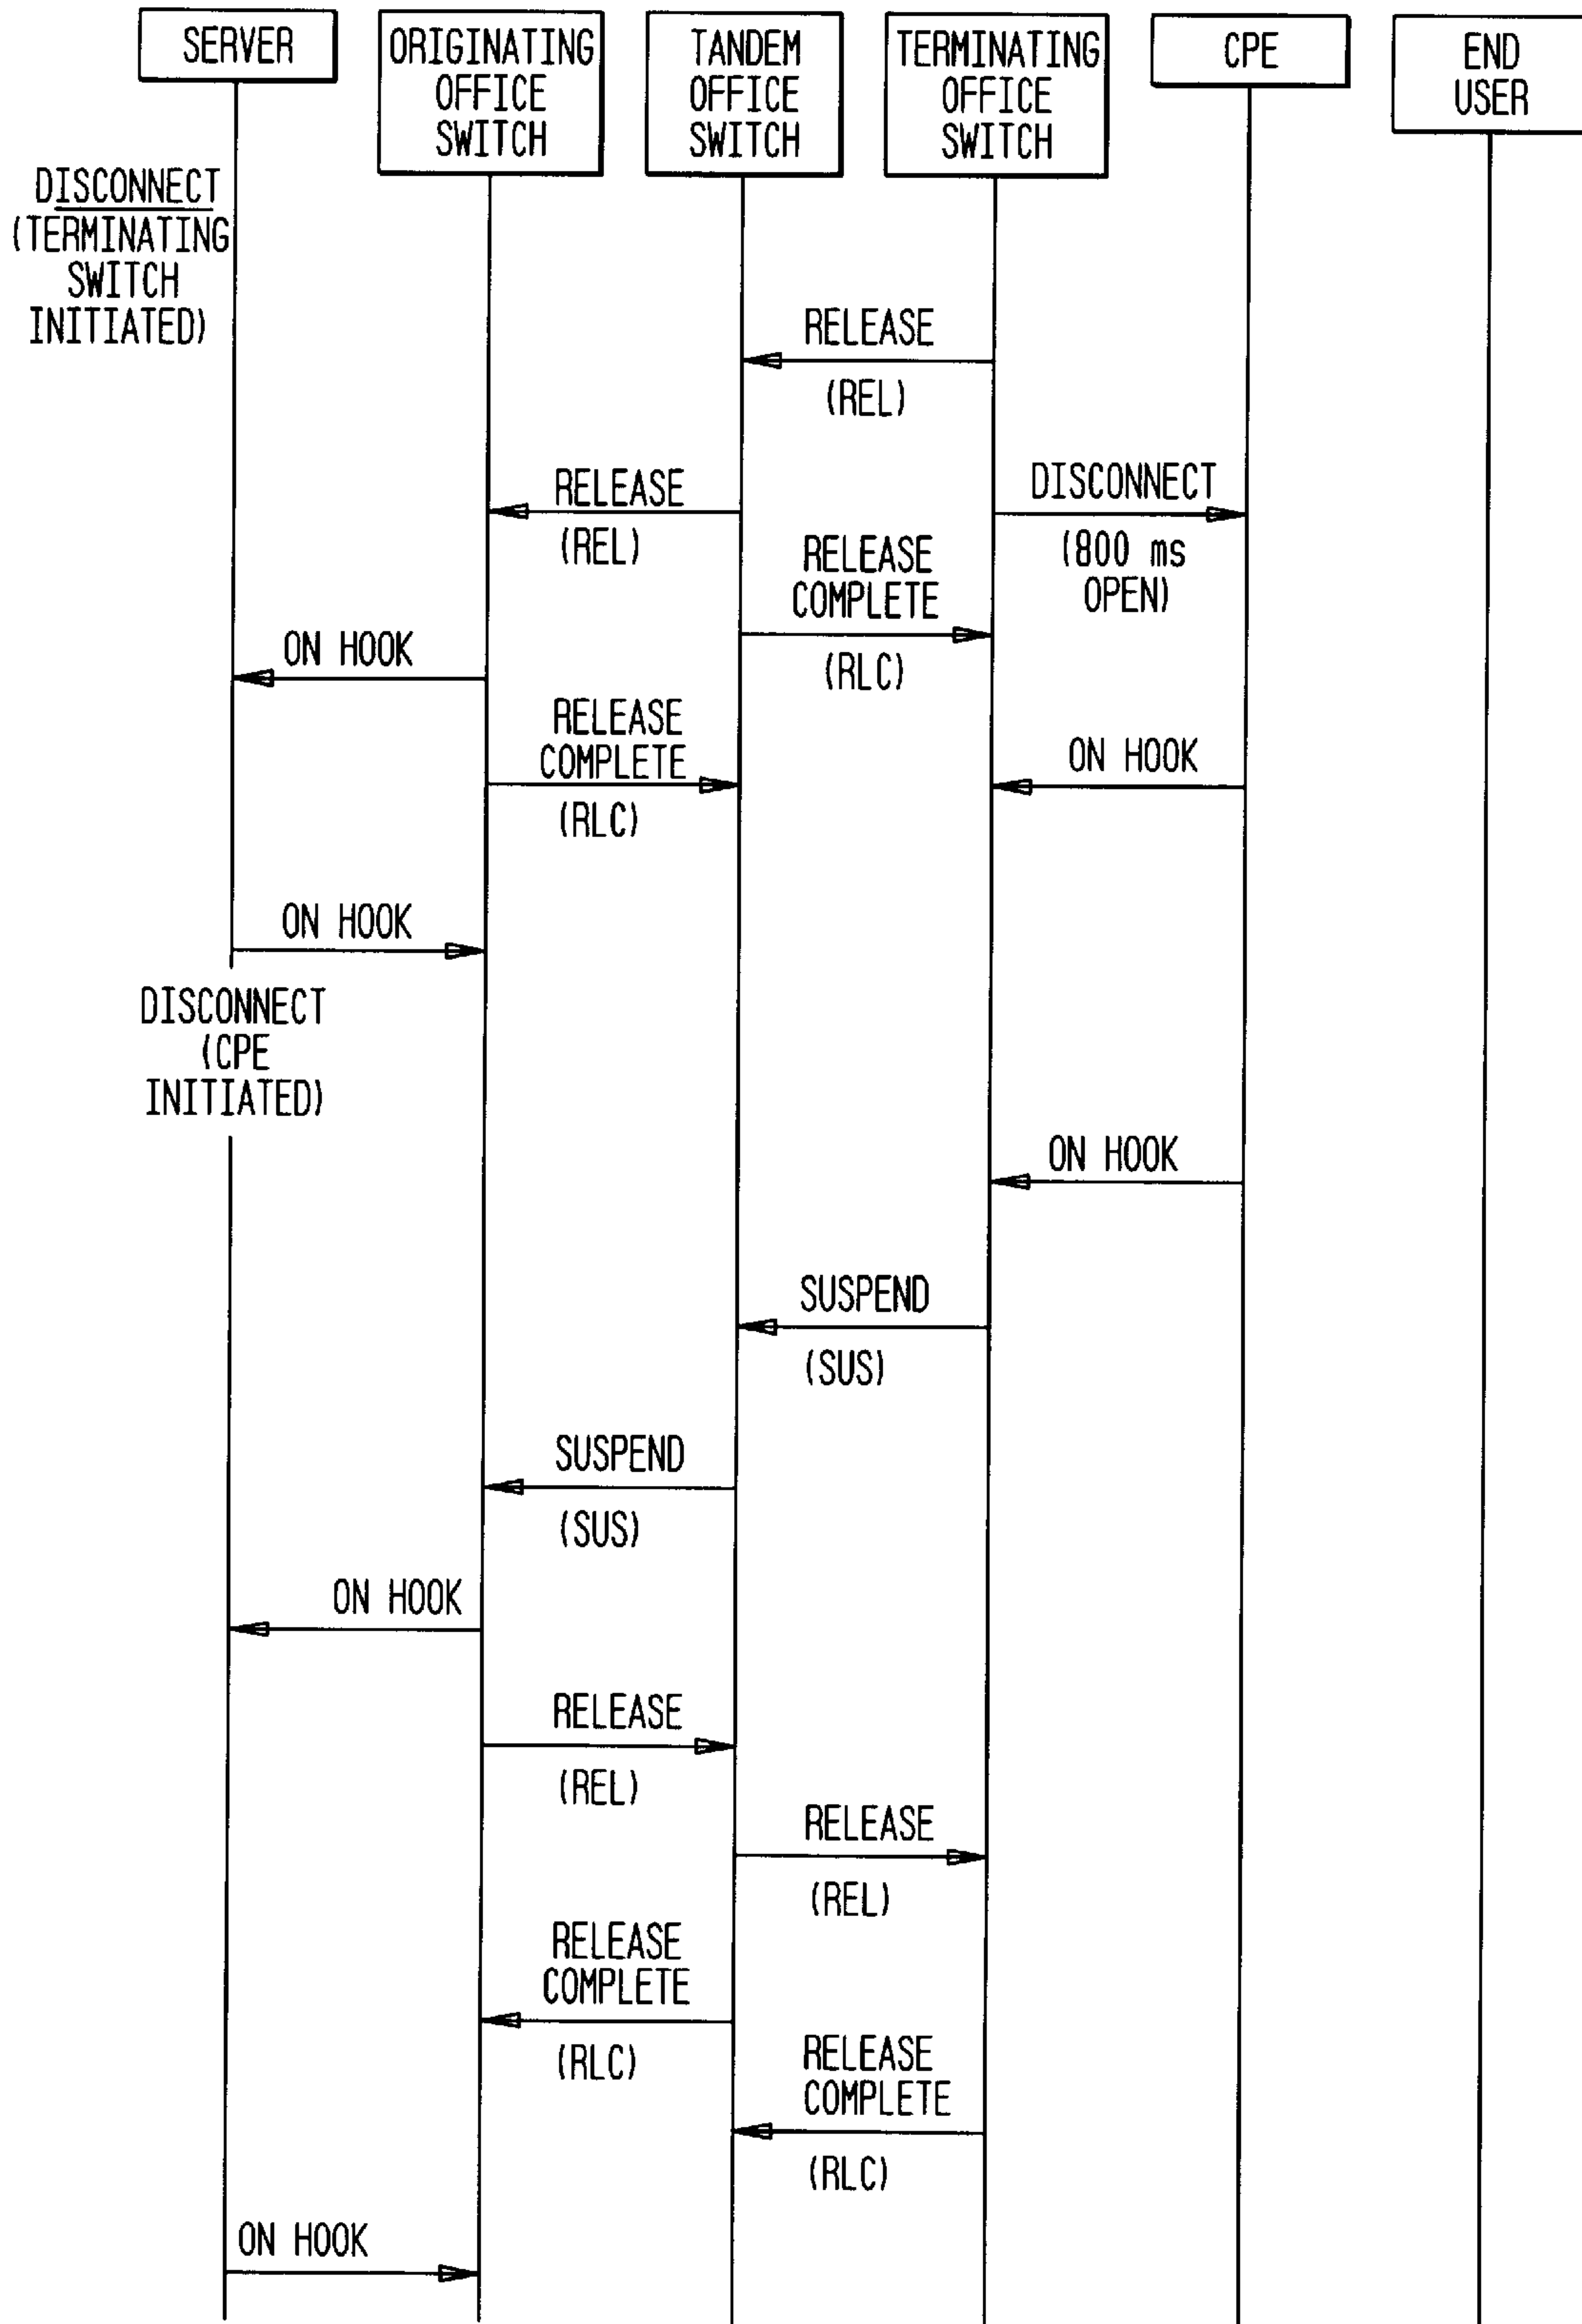 SERVER
ORIGINATING
OFFICE
SWITCH
TANDEM
OFFICE
SWITCH
TERMINATING
OFFICE
SWITCH
CPE
END
USER
DISCONNECT
(TERMINATING
SWITCH
INITIATED)
RELEASE
(REL)
RELEASE
(REL)
DISCONNECT
(800 ms
OPEN)
RELEASE
COMPLETE
(RLC)
ON HOOK
RELEASE
COMPLETE
(RLC)
ON HOOK
ON HOOK
DISCONNECT
(CPE
INITIATED)
ON HOOK
SUSPEND
(SUS)
SUSPEND
(SUS)
ON HOOK
RELEASE
(REL)
RELEASE
(REL)
RELEASE
COMPLETE
(RLC)
RELEASE
COMPLETE
(RLC)
ON HOOK